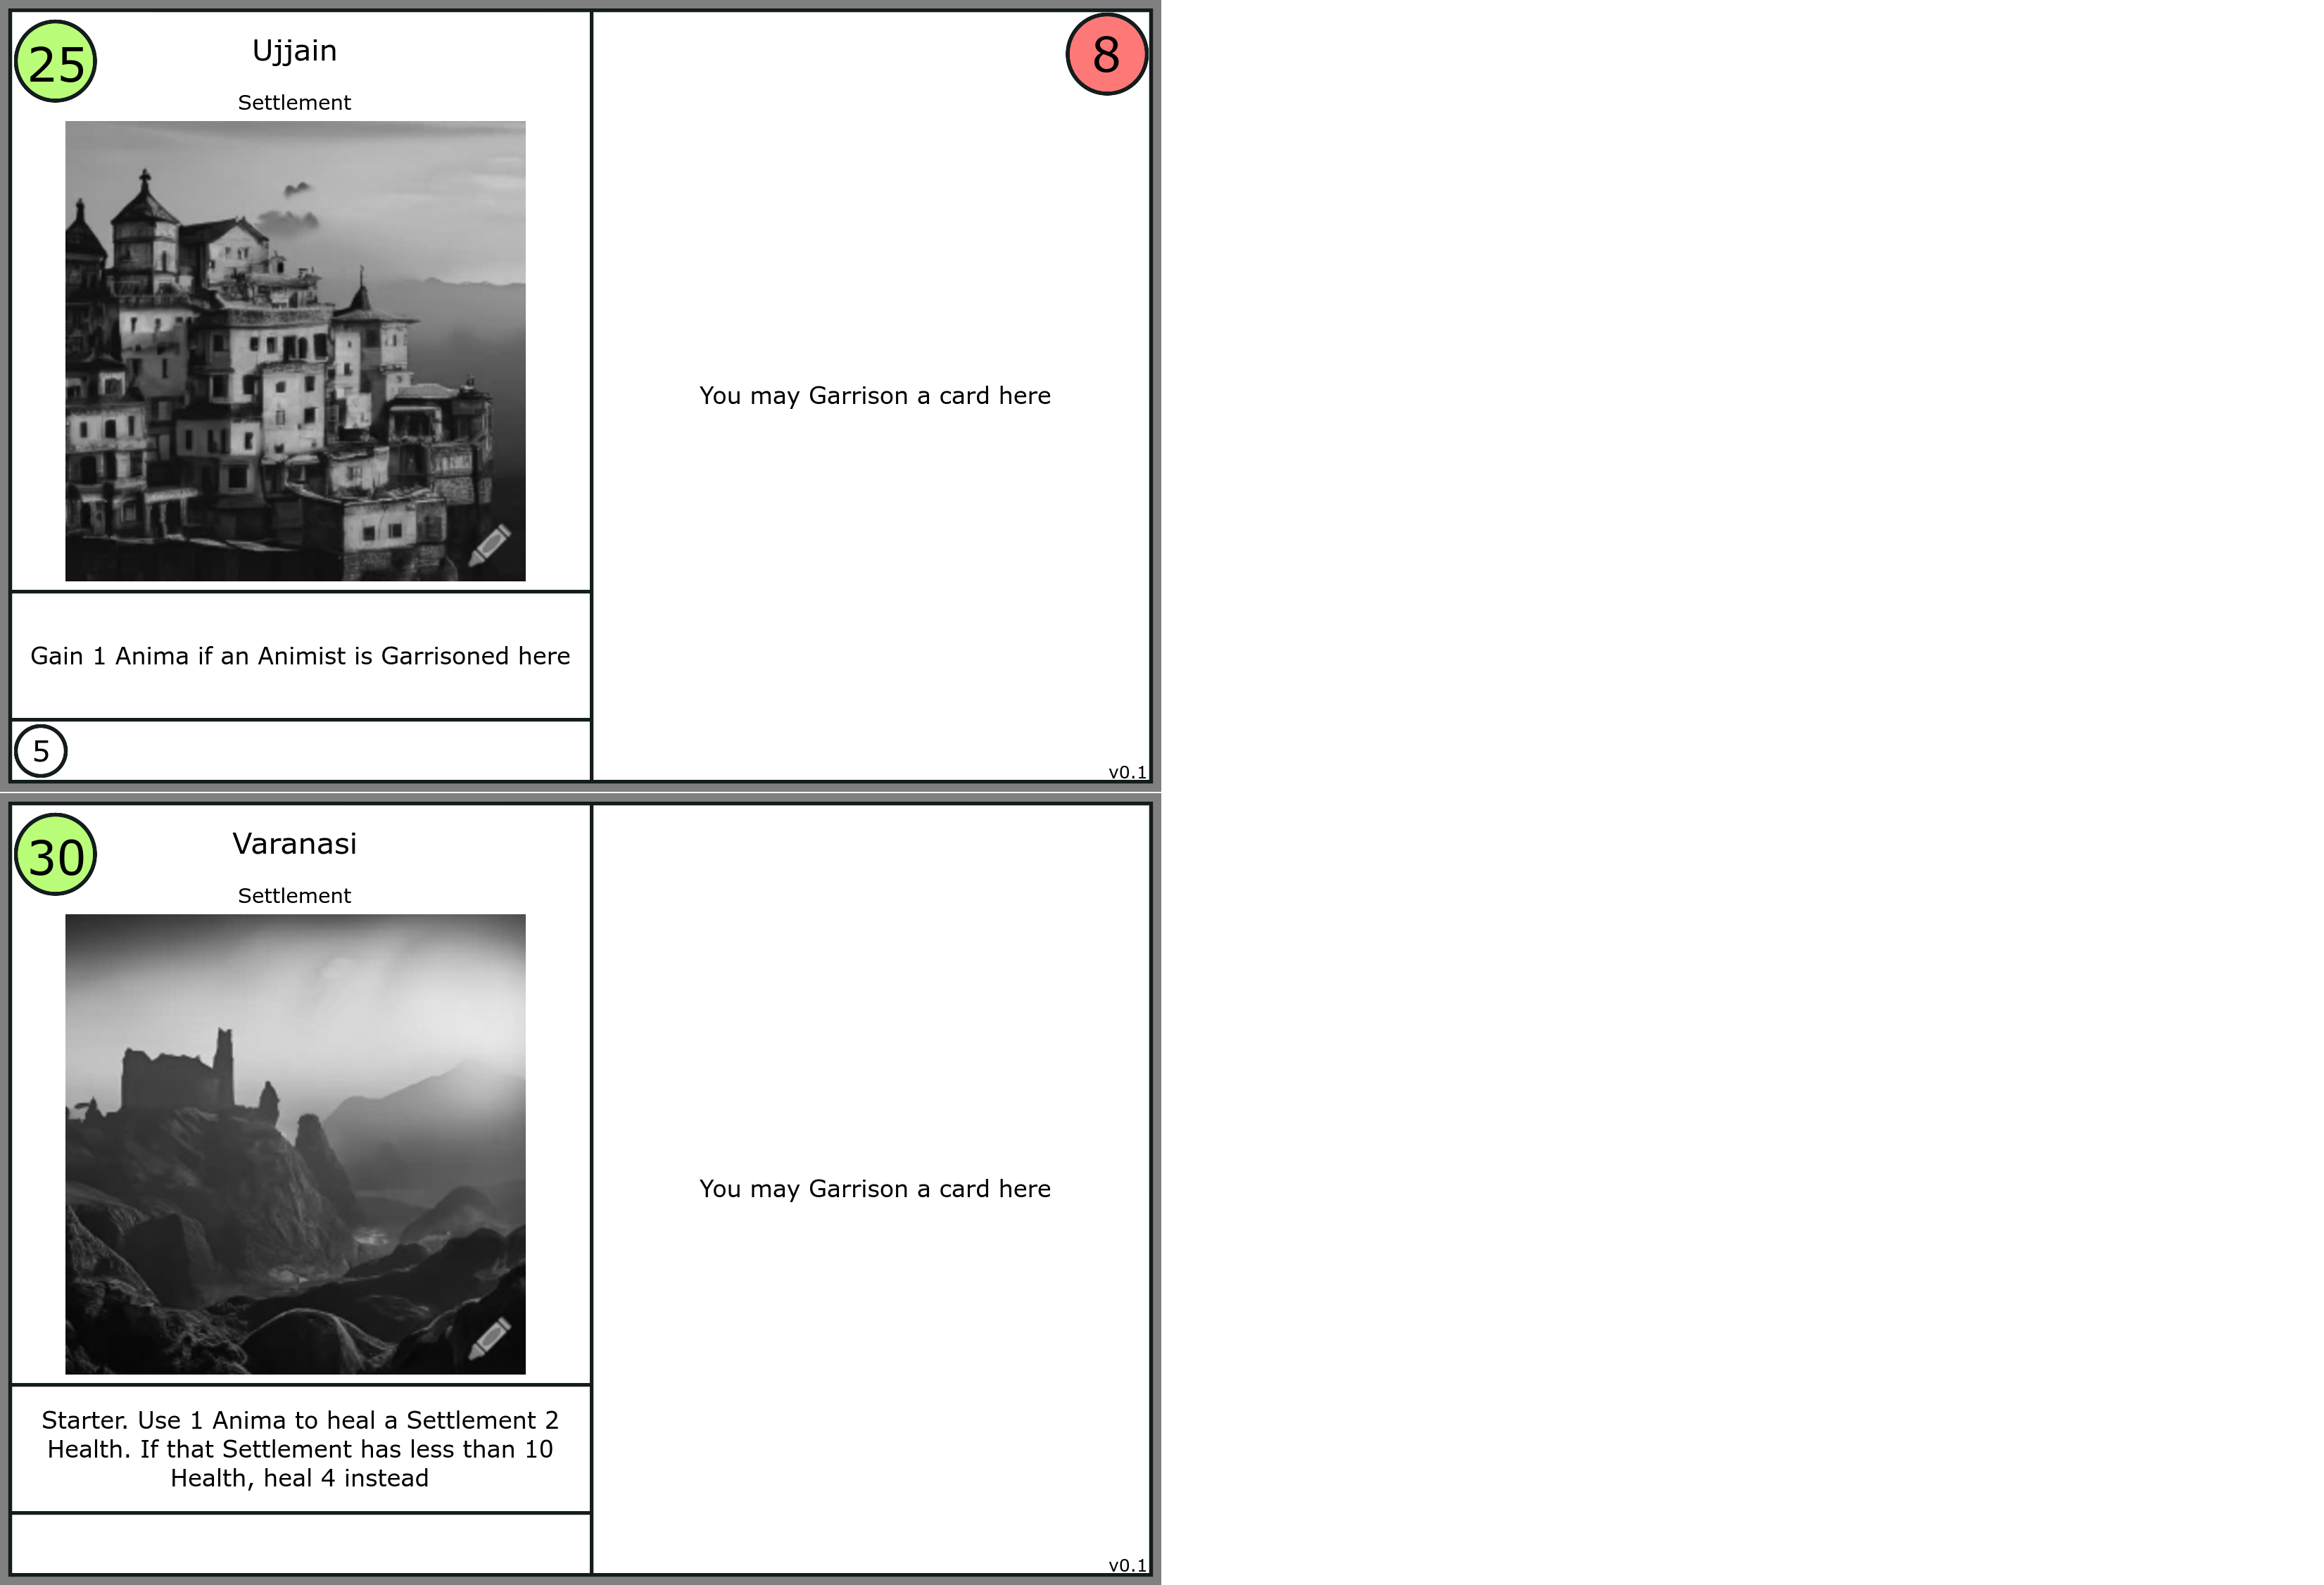 25
Ujjain
8
Settlement
You may Garrison a card here
Gain 1 Anima if an Animist is Garrisoned here
5
v0.1
30
Varanasi
Settlement
You may Garrison a card here
Starter. Use 1 Anima to heal a Settlement 2
Health. If that Settlement has less than 10
Health, heal 4 instead
v0.1